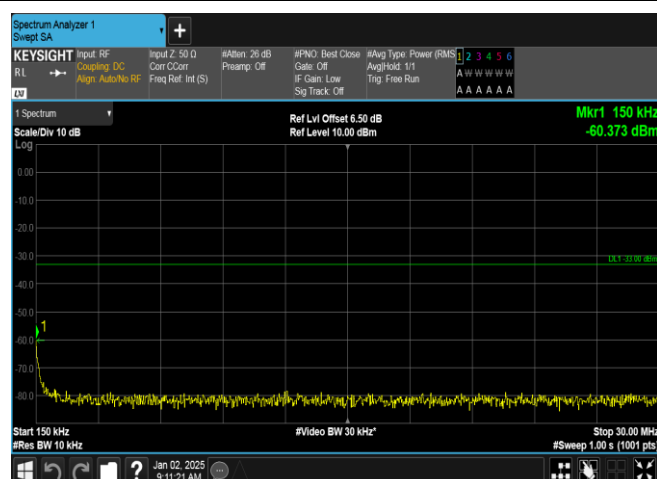 Spectrum Analyzer 1
Swept SA
KEYSIGHT
RL
LXI
Input: RF
Coupling: DC
Align: Auto/No RF
Input Z: 50 Ω
Corr CCorr
Freq Ref: Int (S)
#Atten: 26 dB
Preamp: Off
#PNO: Best Close
Gate: Off
IF Gain: Low
Sig Track: Off
#Avg Type: Power (RMS
Avg|Hold: 1/1
Trig: Free Run
1 2 3 4 5 6
A W W W W W
A A A A A A
1 Spectrum
Scale/Div 10 dB
Log
Ref Lvl Offset 6.50 dB
Ref Level 10.00 dBm
Mkr1 150 kHz
-60.373 dBm
0.00
-10.0
-20.0
-30.0
-40.0
-50.0
-60.0
-70.0
-80.0
DL1 -33.00 dBm
1
Start 150 kHz
#Res BW 10 kHz
#Video BW 30 kHz*
Stop 30.00 MHz
#Sweep 1.00 s (1001 pts)
?
Jan 02, 2025
9:11:21 AM